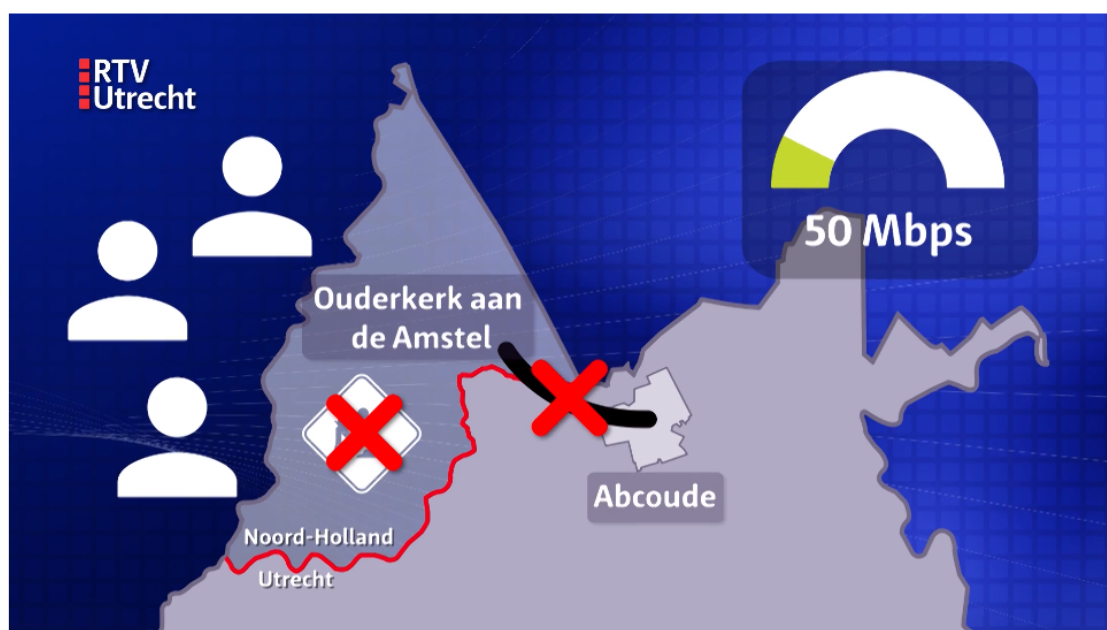 RTV
Utrecht
50 Mbps
Ouderkerk aan
de Amstel
Abcoude
Noord-Holland
Utrecht